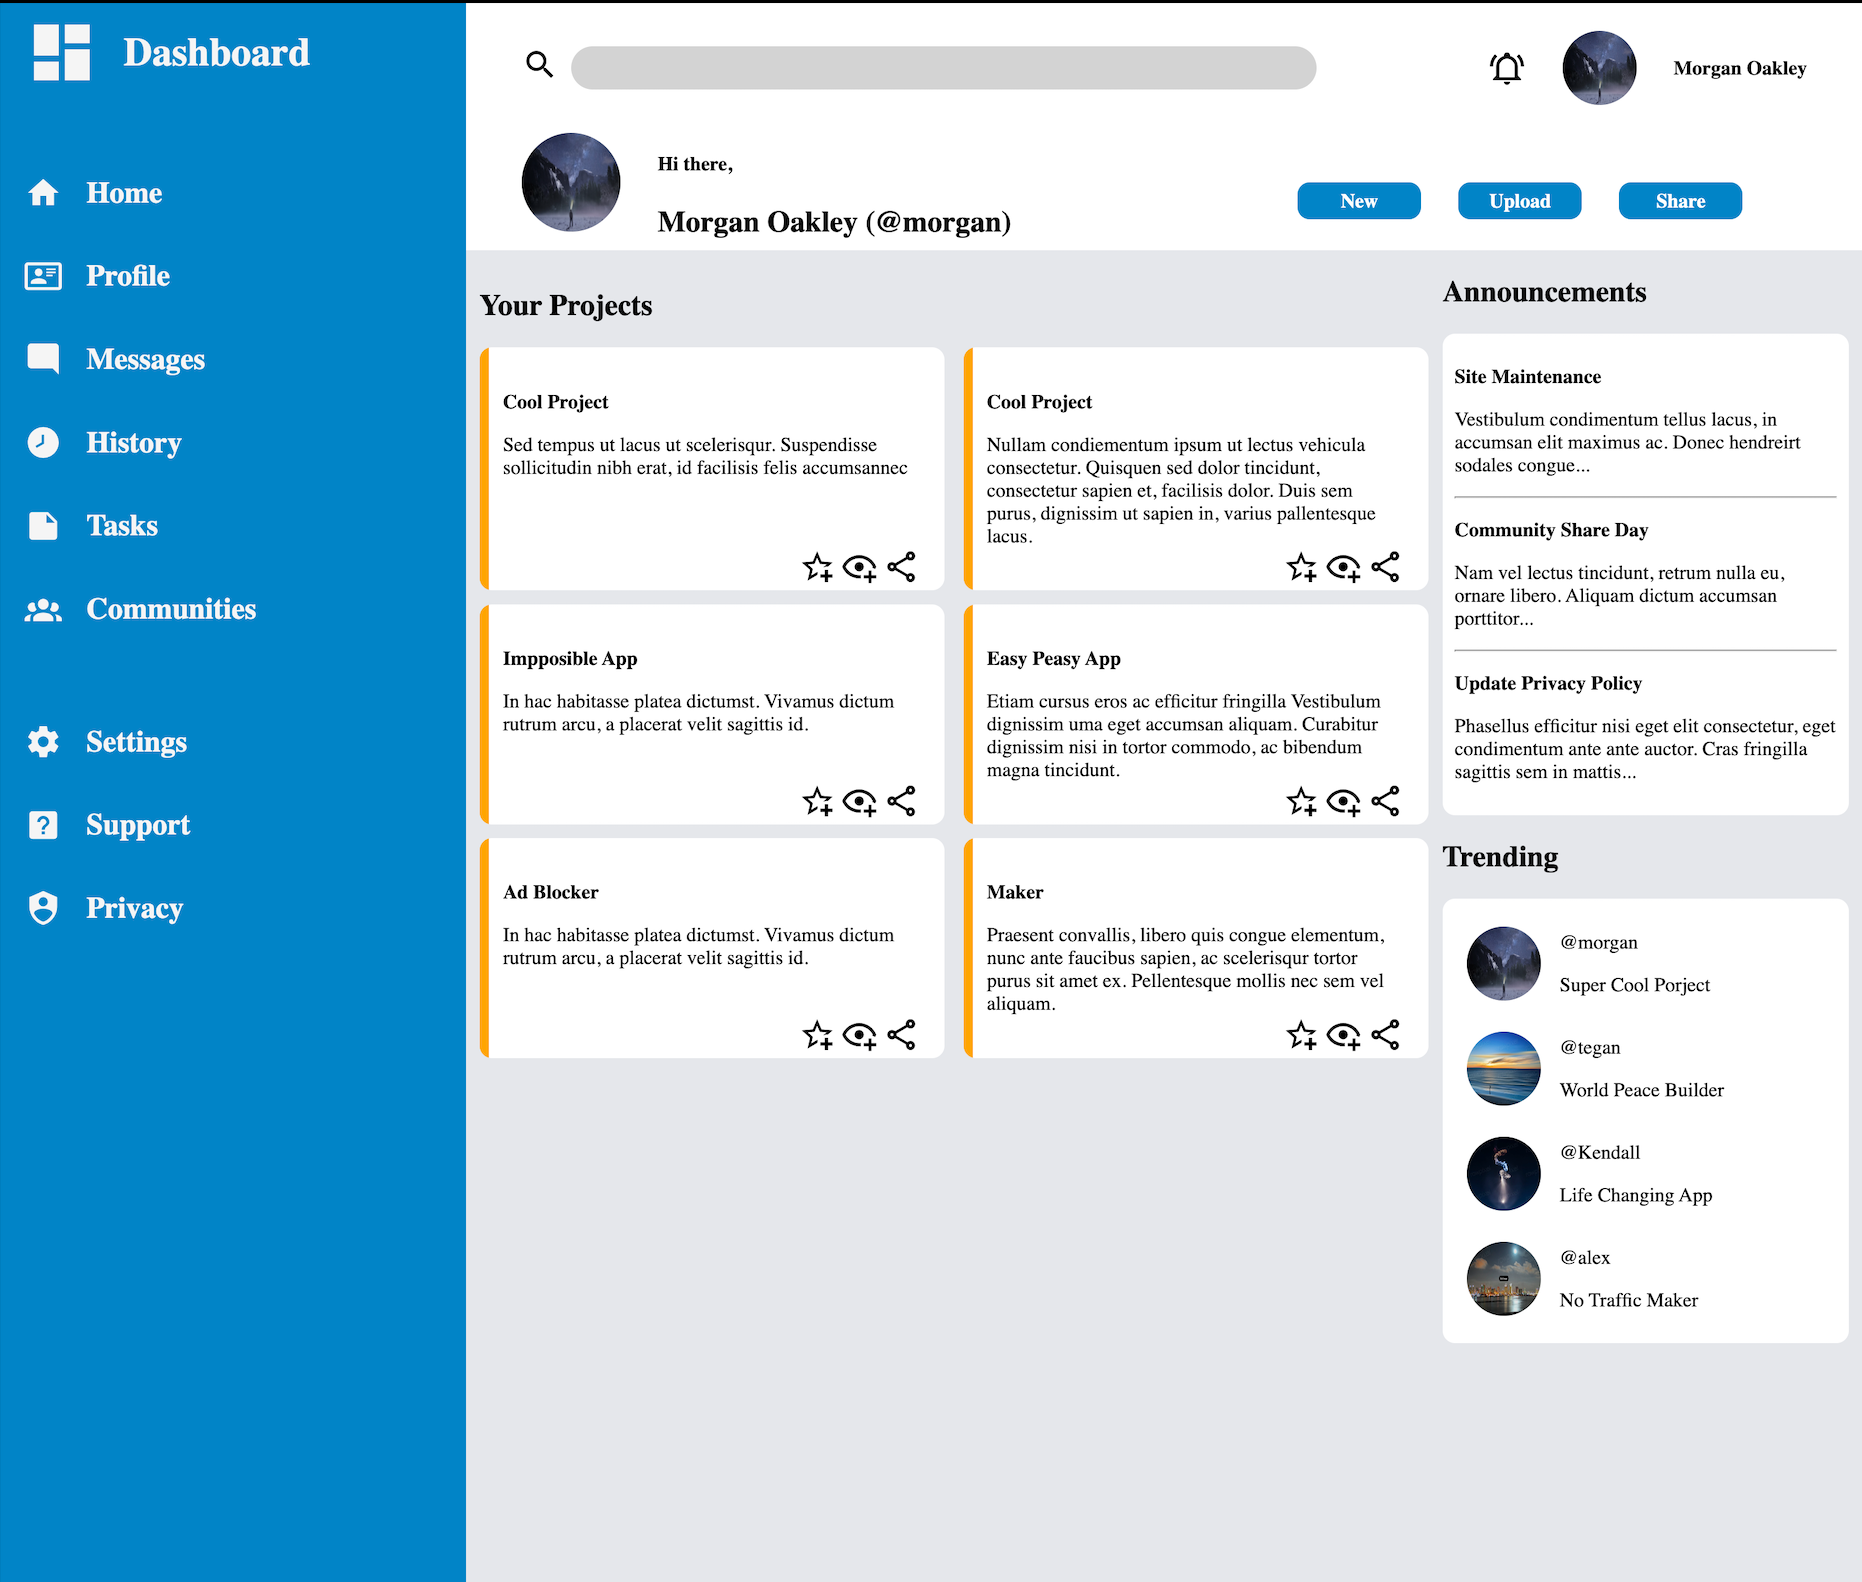 Dashboard
Home
Profile
Messages
History
Tasks
Communities
Settings
Support
Privacy
Morgan Oakley
Hi there,
Morgan Oakley (@morgan)
New
Upload
Share
Your Projects
Cool Project
Sed tempus ut lacus ut scelerisqur. Suspendisse
sollicitudin nibh erat, id facilisis felis accumsannec
Cool Project
Nullam condiementum ipsum ut lectus vehicula
consectetur. Quisquen sed dolor tincidunt,
consectetur sapien et, facilisis dolor. Duis sem
purus, dignissim ut sapien in, varius pallentesque
lacus.
Impposible App
In hac habitasse platea dictumst. Vivamus dictum
rutrum arcu, a placerat velit sagittis id.
Easy Peasy App
Etiam cursus eros ac efficitur fringilla Vestibulum
dignissim uma eget accumsan aliquam. Curabitur
dignissim nisi in tortor commodo, ac bibendum
magna tincidunt.
Ad Blocker
In hac habitasse platea dictumst. Vivamus dictum
rutrum arcu, a placerat velit sagittis id.
Maker
Praesent convallis, libero quis congue elementum,
nunc ante faucibus sapien, ac scelerisqur tortor
purus sit amet ex. Pellentesque mollis nec sem vel
aliquam.
Announcements
Site Maintenance
Vestibulum condimentum tellus lacus, in
accumsan elit maximus ac. Donec hendreirt
sodales congue...
Community Share Day
Nam vel lectus tincidunt, retrum nulla eu,
ornare libero. Aliquam dictum accumsan
porttitor...
Update Privacy Policy
Phasellus efficitur nisi eget elit consectetur, eget
condimentum ante ante auctor. Cras fringilla
sagittis sem in mattis...
Trending
@morgan
Super Cool Porject
@tegan
World Peace Builder
@Kendall
Life Changing App
@alex
No Traffic Maker